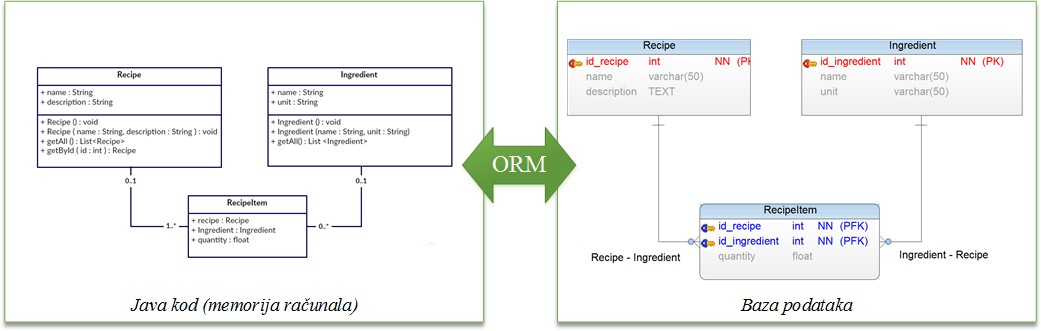 Recipe
+ name : String
+ description : String
+ Recipe () : void
+ Recipe ( name : String, description : String ) : void
+ getAll () : List<Recipe>
+ getById ( id : int ) : Recipe
Ingredient
+ name : String
+ unit : String
+ Ingredient () : void
+ Ingredient (name : String, unit : String)
+ getAll() : List <Ingredient>
0..1
0..1
1..*
0..*
RecipeItem
+ recipe : Recipe
+ Ingredient : Ingredient
+ quantity : float
Java kod (memorija računala)
ORM
Recipe
id_recipe int NN (PK
name varchar(50)
description TEXT
Ingredient
id_ingredient int NN (PK)
name varchar(50)
unit varchar(50)
RecipeItem
id_recipe int NN (PFK)
id_ingredient int NN (PFK)
quantity float
Recipe - Ingredient
Ingredient - Recipe
Baza podataka